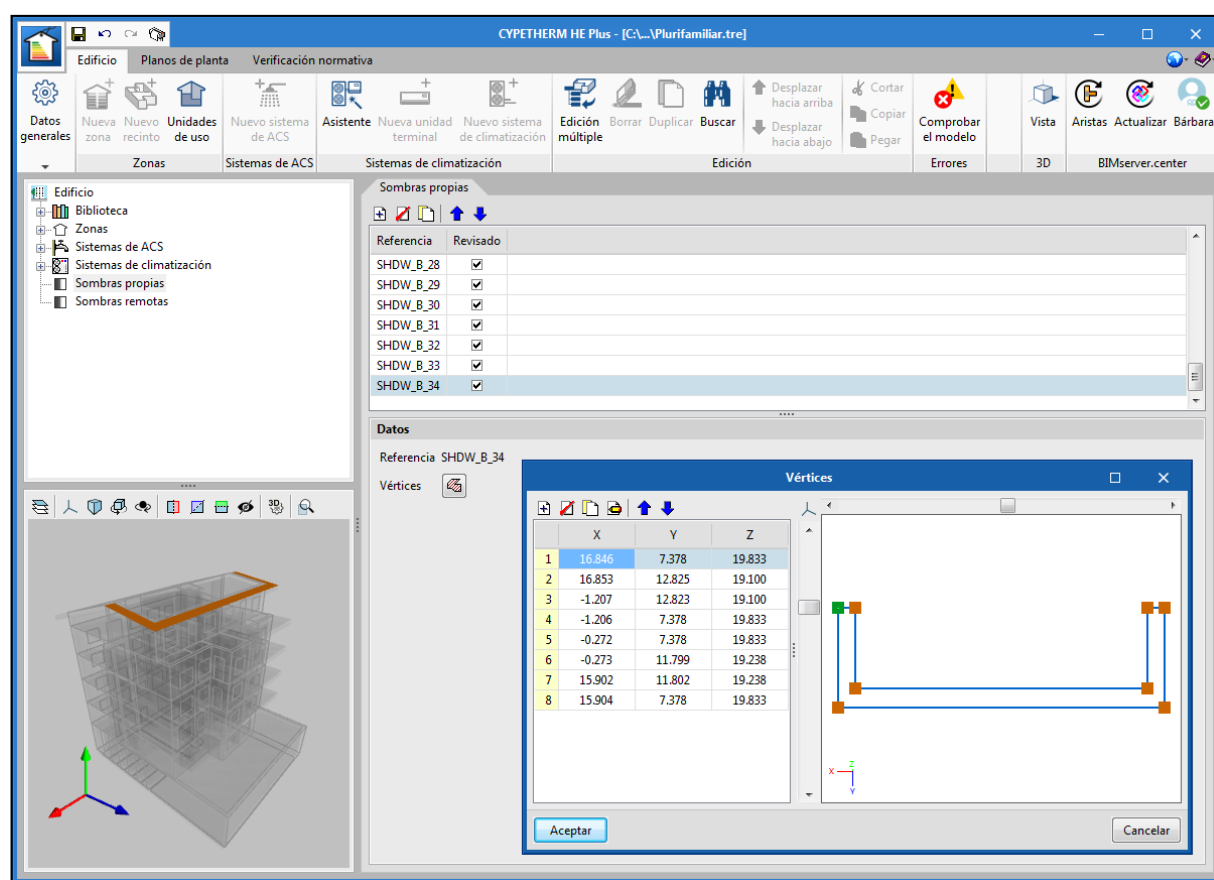 CYPETHERM HE Plus - [C:\...\Plurifamiliar.tre]
Edificio Planos de planta Verificación normativa
Datos generales
Nueva zona
Nuevo recinto
Unidades de uso
Nuevo sistema de ACS
Asistente
Nueva unidad terminal
Nuevo sistema de climatización
Edición múltiple
Borrar
Duplicar
Buscar
Desplazar hacia arriba
Desplazar hacia abajo
Cortar
Copiar
Pegar
Comprobar el modelo
Vista
Aristas
Actualizar
Bárbara
Zonas Sistemas de ACS Sistemas de climatización Edición Errores 3D BIMserver.center
Edificio
Biblioteca
Zonas
Sistemas de ACS
Sistemas de climatización
Sombras propias
Sombras remotas
3D
Sombras propias
Referencia Revisado
SHDW_B_28
SHDW_B_29
SHDW_B_30
SHDW_B_31
SHDW_B_32
SHDW_B_33
SHDW_B_34
Datos
Referencia SHDW_B_34
Vértices
Vértices
X Y Z
1 16.846 7.378 19.833
2 16.853 12.825 19.100
3 -1.207 12.823 19.100
4 -1.206 7.378 19.833
5 -0.272 7.378 19.833
6 -0.273 11.799 19.238
7 15.902 11.802 19.238
8 15.904 7.378 19.833
Z
X
Y
Aceptar Cancelar